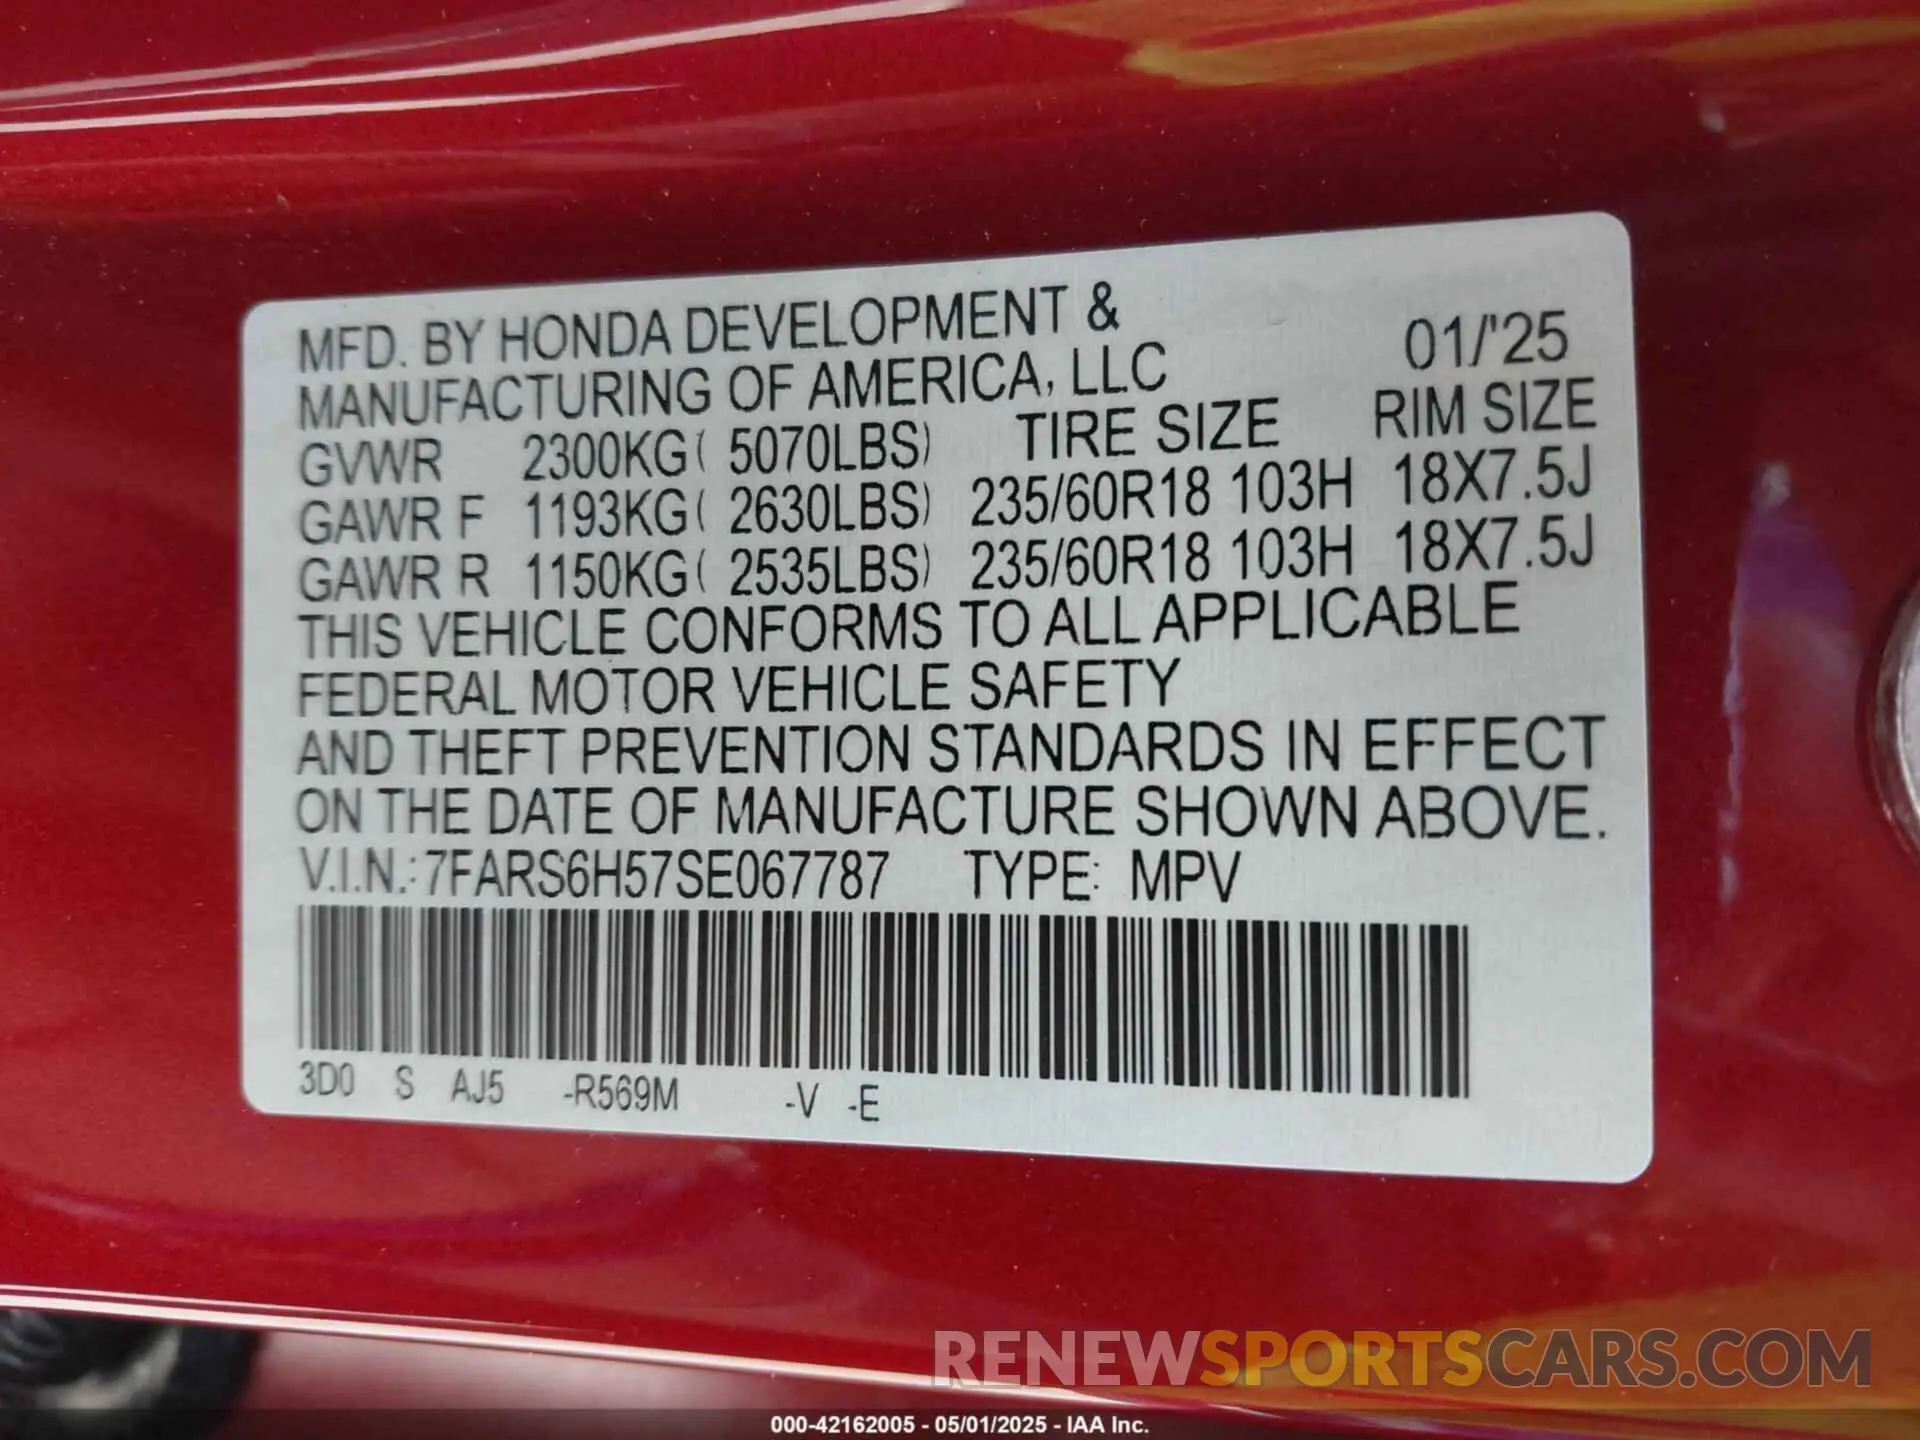 MFD. BY HONDA DEVELOPMENT &
MANUFACTURING OF AMERICA, LLC 01/'25
GVWR 2300KG( 5070LBS) TIRE SIZE RIM SIZE
GAWR F 1193KG( 2630LBS) 235/60R18 103H 18X7.5J
GAWR R 1150KG( 2535LBS) 235/60R18 103H 18X7.5J
THIS VEHICLE CONFORMS TO ALL APPLICABLE
FEDERAL MOTOR VEHICLE SAFETY
AND THEFT PREVENTION STANDARDS IN EFFECT
ON THE DATE OF MANUFACTURE SHOWN ABOVE.
V.I.N.: 7FARS6H57SE067787 TYPE: MPV
3D0 S AJ5 -R569M -V -E
RENEWSPORTSCARS.COM
000-42162005 - 05/01/2025 - IAA Inc.